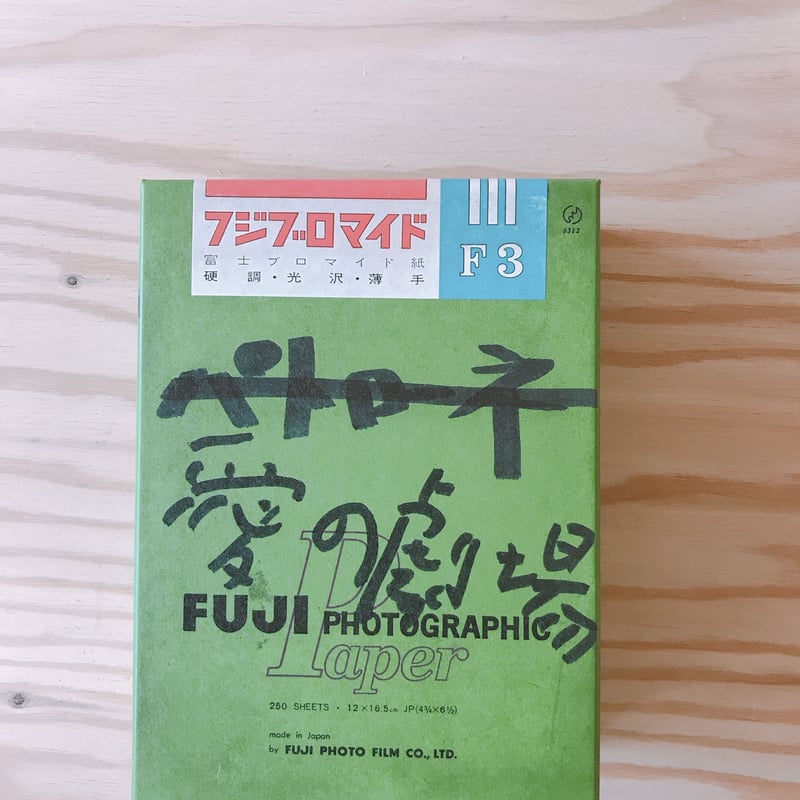 フジブロマイド
富士ブロマイド紙
硬調・光沢・薄手
F3
6312
ペトローネ
愛の劇場
FUJI PHOTOGRAPHIC
Paper
250 SHEETS · 12×16.5cm JP(4¾×6½)
made in Japan
by FUJI PHOTO FILM CO., LTD.